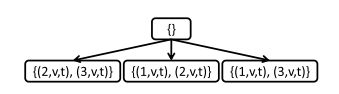 {}
{(2,v,t), (3,v,t)} {(1,v,t), (2,v,t)} {(1,v,t), (3,v,t)}